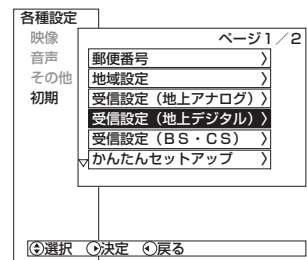 各種設定
映像
音声
その他
初期
ページ1/2
郵便番号 〉
地域設定 〉
受信設定(地上アナログ) 〉
受信設定(地上デジタル) 〉
受信設定(BS・CS) 〉
かんたんセットアップ 〉
選択 決定 戻る